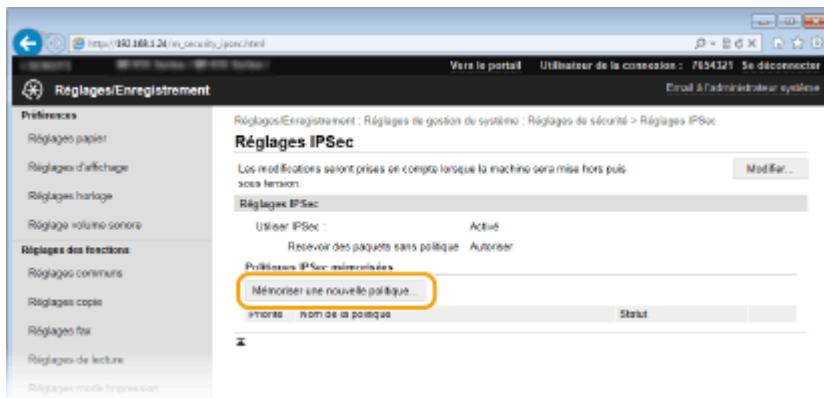 http://192.168.1.24/m_security_ipsec.html
Vers le portail Utilisateur de la connexion : 7654321 Se déconnecter
Réglages/Enregistrement
Email à l'administrateur système
Préférences
Réglages papier
Réglages d'affichage
Réglages horloge
Réglage volume sonore
Réglages des fonctions
Réglages communs
Réglages copie
Réglages fax
Réglages de lecture
Réglages mode Impression
Réglages/Enregistrement : Réglages de gestion de système : Réglages de sécurité > Réglages IPSec
Réglages IPSec
Les modifications seront prises en compte lorsque la machine sera mise hors puis
sous tension.
Modifier...
Réglages IPSec
Utiliser IPSec : Activé
Recevoir des paquets sans politique Autoriser
Politiques IPSec mémorisées
Mémoriser une nouvelle politique...
Priorité Nom de la politique Statut